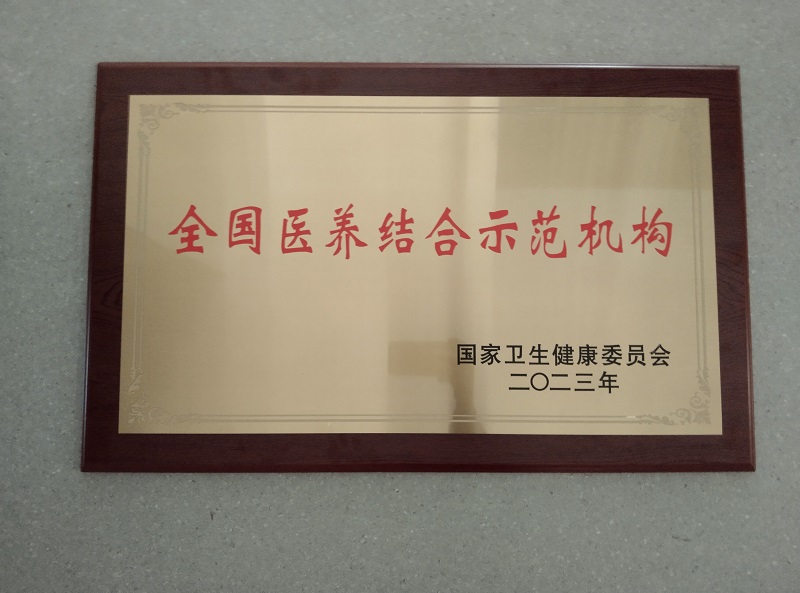 全国医养结合示范机构
国家卫生健康委员会
二〇二三年